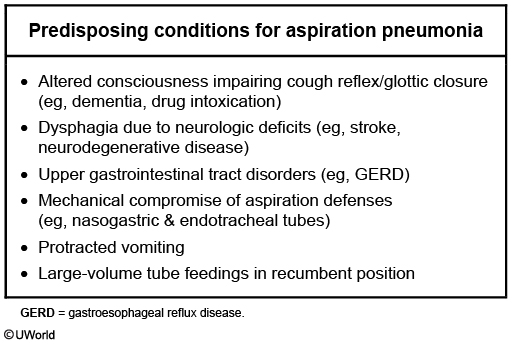 Predisposing conditions for aspiration pneumonia
• Altered consciousness impairing cough reflex/glottic closure
(eg, dementia, drug intoxication)
• Dysphagia due to neurologic deficits (eg, stroke,
neurodegenerative disease)
• Upper gastrointestinal tract disorders (eg, GERD)
• Mechanical compromise of aspiration defenses
(eg, nasogastric & endotracheal tubes)
• Protracted vomiting
• Large-volume tube feedings in recumbent position
GERD = gastroesophageal reflux disease.
©UWorld